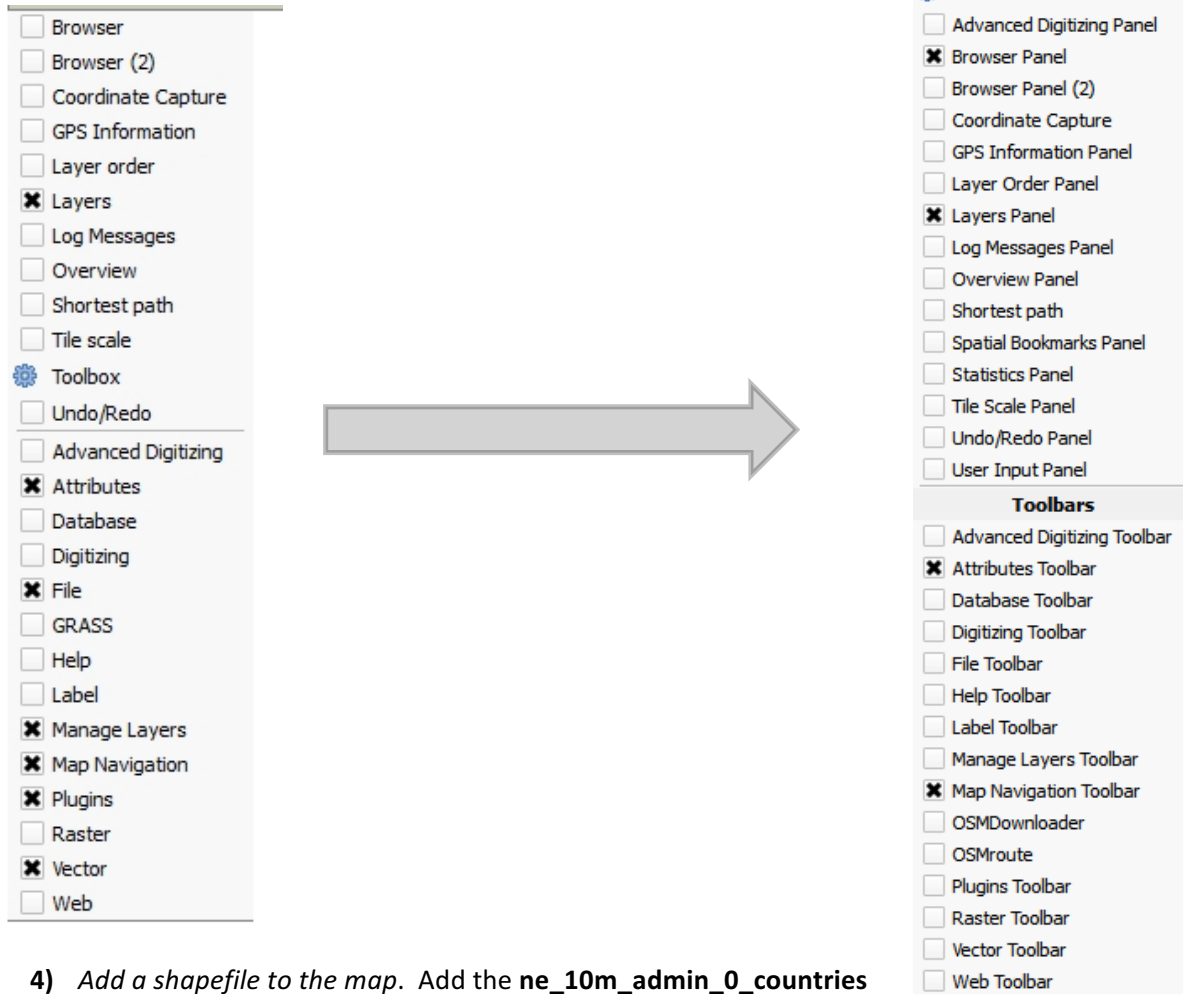 Browser
Browser (2)
Coordinate Capture
GPS Information
Layer order
Layers
Log Messages
Overview
Shortest path
Tile scale
Toolbox
Undo/Redo
Advanced Digitizing
Attributes
Database
Digitizing
File
GRASS
Help
Label
Manage Layers
Map Navigation
Plugins
Raster
Vector
Web
Advanced Digitizing Panel
Browser Panel
Browser Panel (2)
Coordinate Capture
GPS Information Panel
Layer Order Panel
Layers Panel
Log Messages Panel
Overview Panel
Shortest path
Spatial Bookmarks Panel
Statistics Panel
Tile Scale Panel
Undo/Redo Panel
User Input Panel
Toolbars
Advanced Digitizing Toolbar
Attributes Toolbar
Database Toolbar
Digitizing Toolbar
File Toolbar
Help Toolbar
Label Toolbar
Manage Layers Toolbar
Map Navigation Toolbar
OSMDownloader
OSMroute
Plugins Toolbar
Raster Toolbar
Vector Toolbar
Web Toolbar
4) Add a shapefile to the map. Add the ne_10m_admin_0_countries